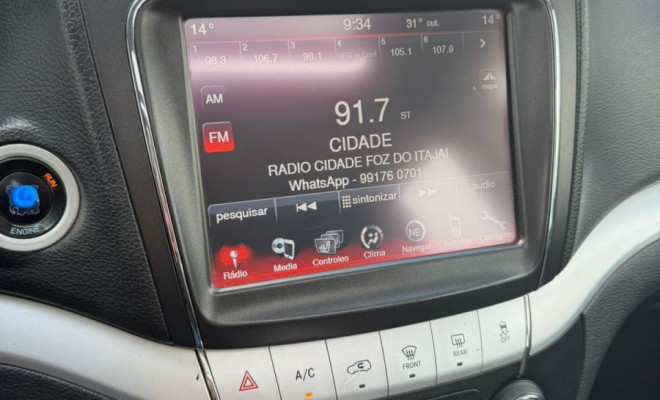 14° 9:34 31° out. 14°
1 2 3 4 5 6
98.3 106.7 98.1 105.1 107.9
mapa
AM
91.7 ST
FM
CIDADE
RADIO CIDADE FOZ DO ITAJAI
WhatsApp - 99176 0701
pesquisar sintonizar áudio
NE
Rádio Media Controles Clima Navegar
RUN
ENGINE
A/C FRONT REAR OFF